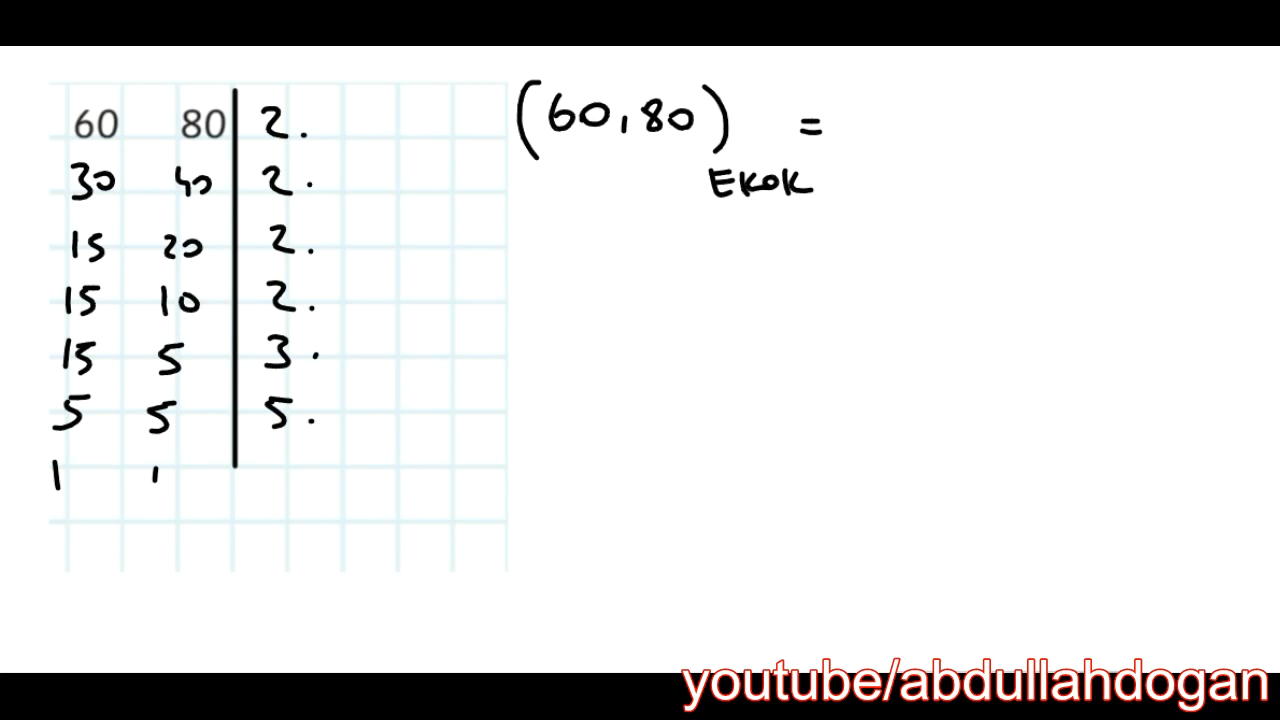 60 80 2.
30 40 2.
15 20 2.
15 10 2.
15 5 3.
5 5 5.
1 1
(60,80) =
EKOK
youtube/abdullahdogan